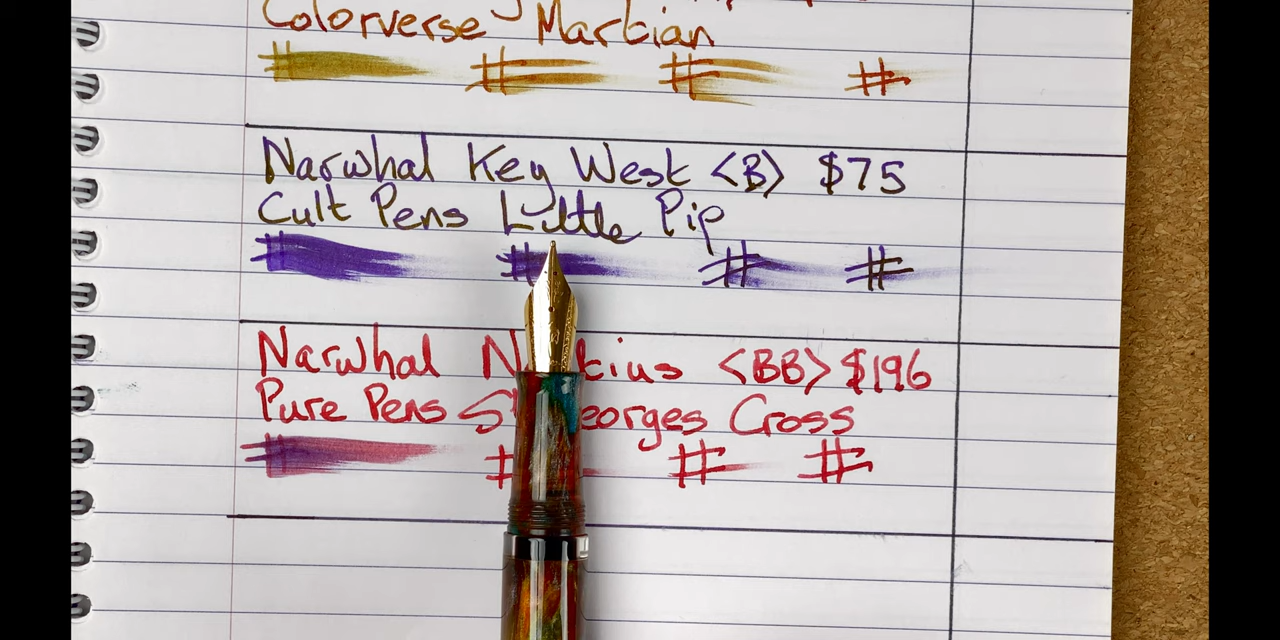 Colorverse Martian
Narwhal Key West <B> $75
Cult Pens Little Pip
Narwhal <BB> $196
Pure Pens Cross